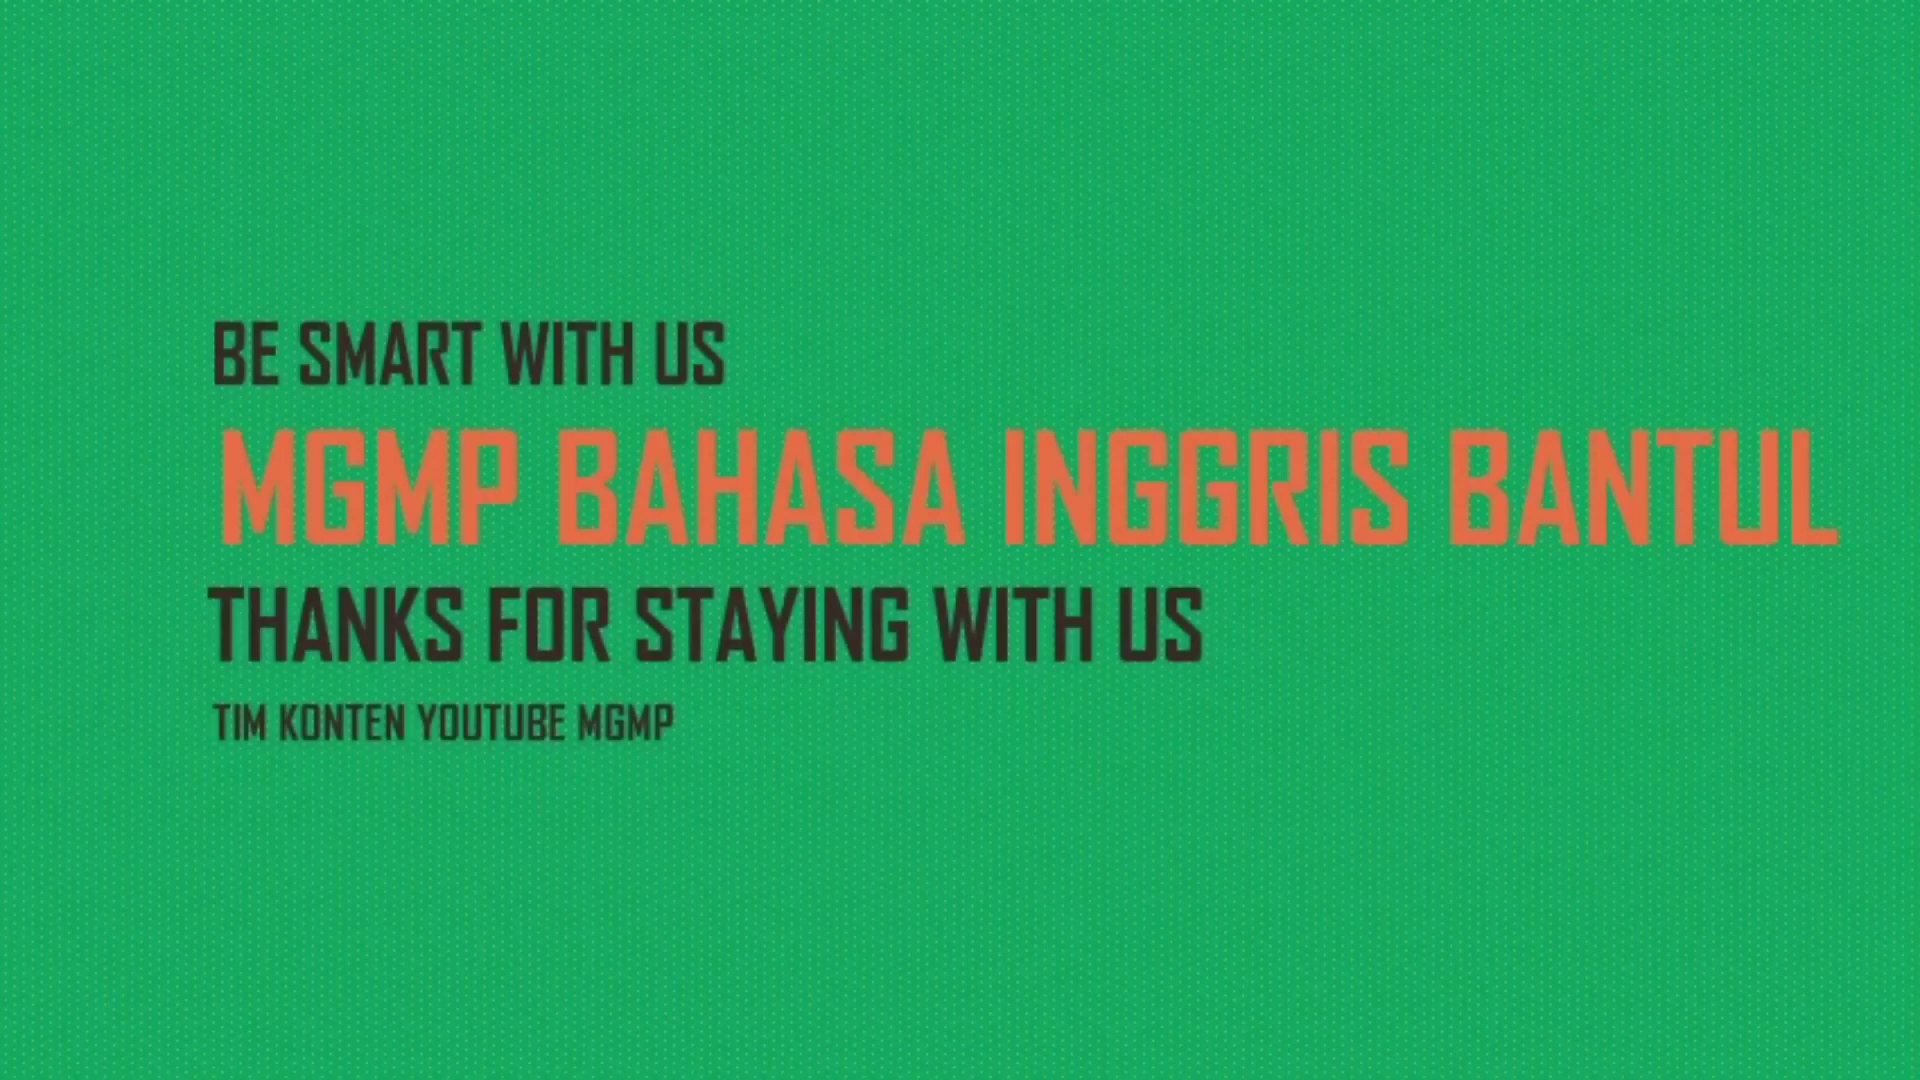 BE SMART WITH US
MGMP BAHASA INGGRIS BANTUL
THANKS FOR STAYING WITH US
TIM KONTEN YOUTUBE MGMP